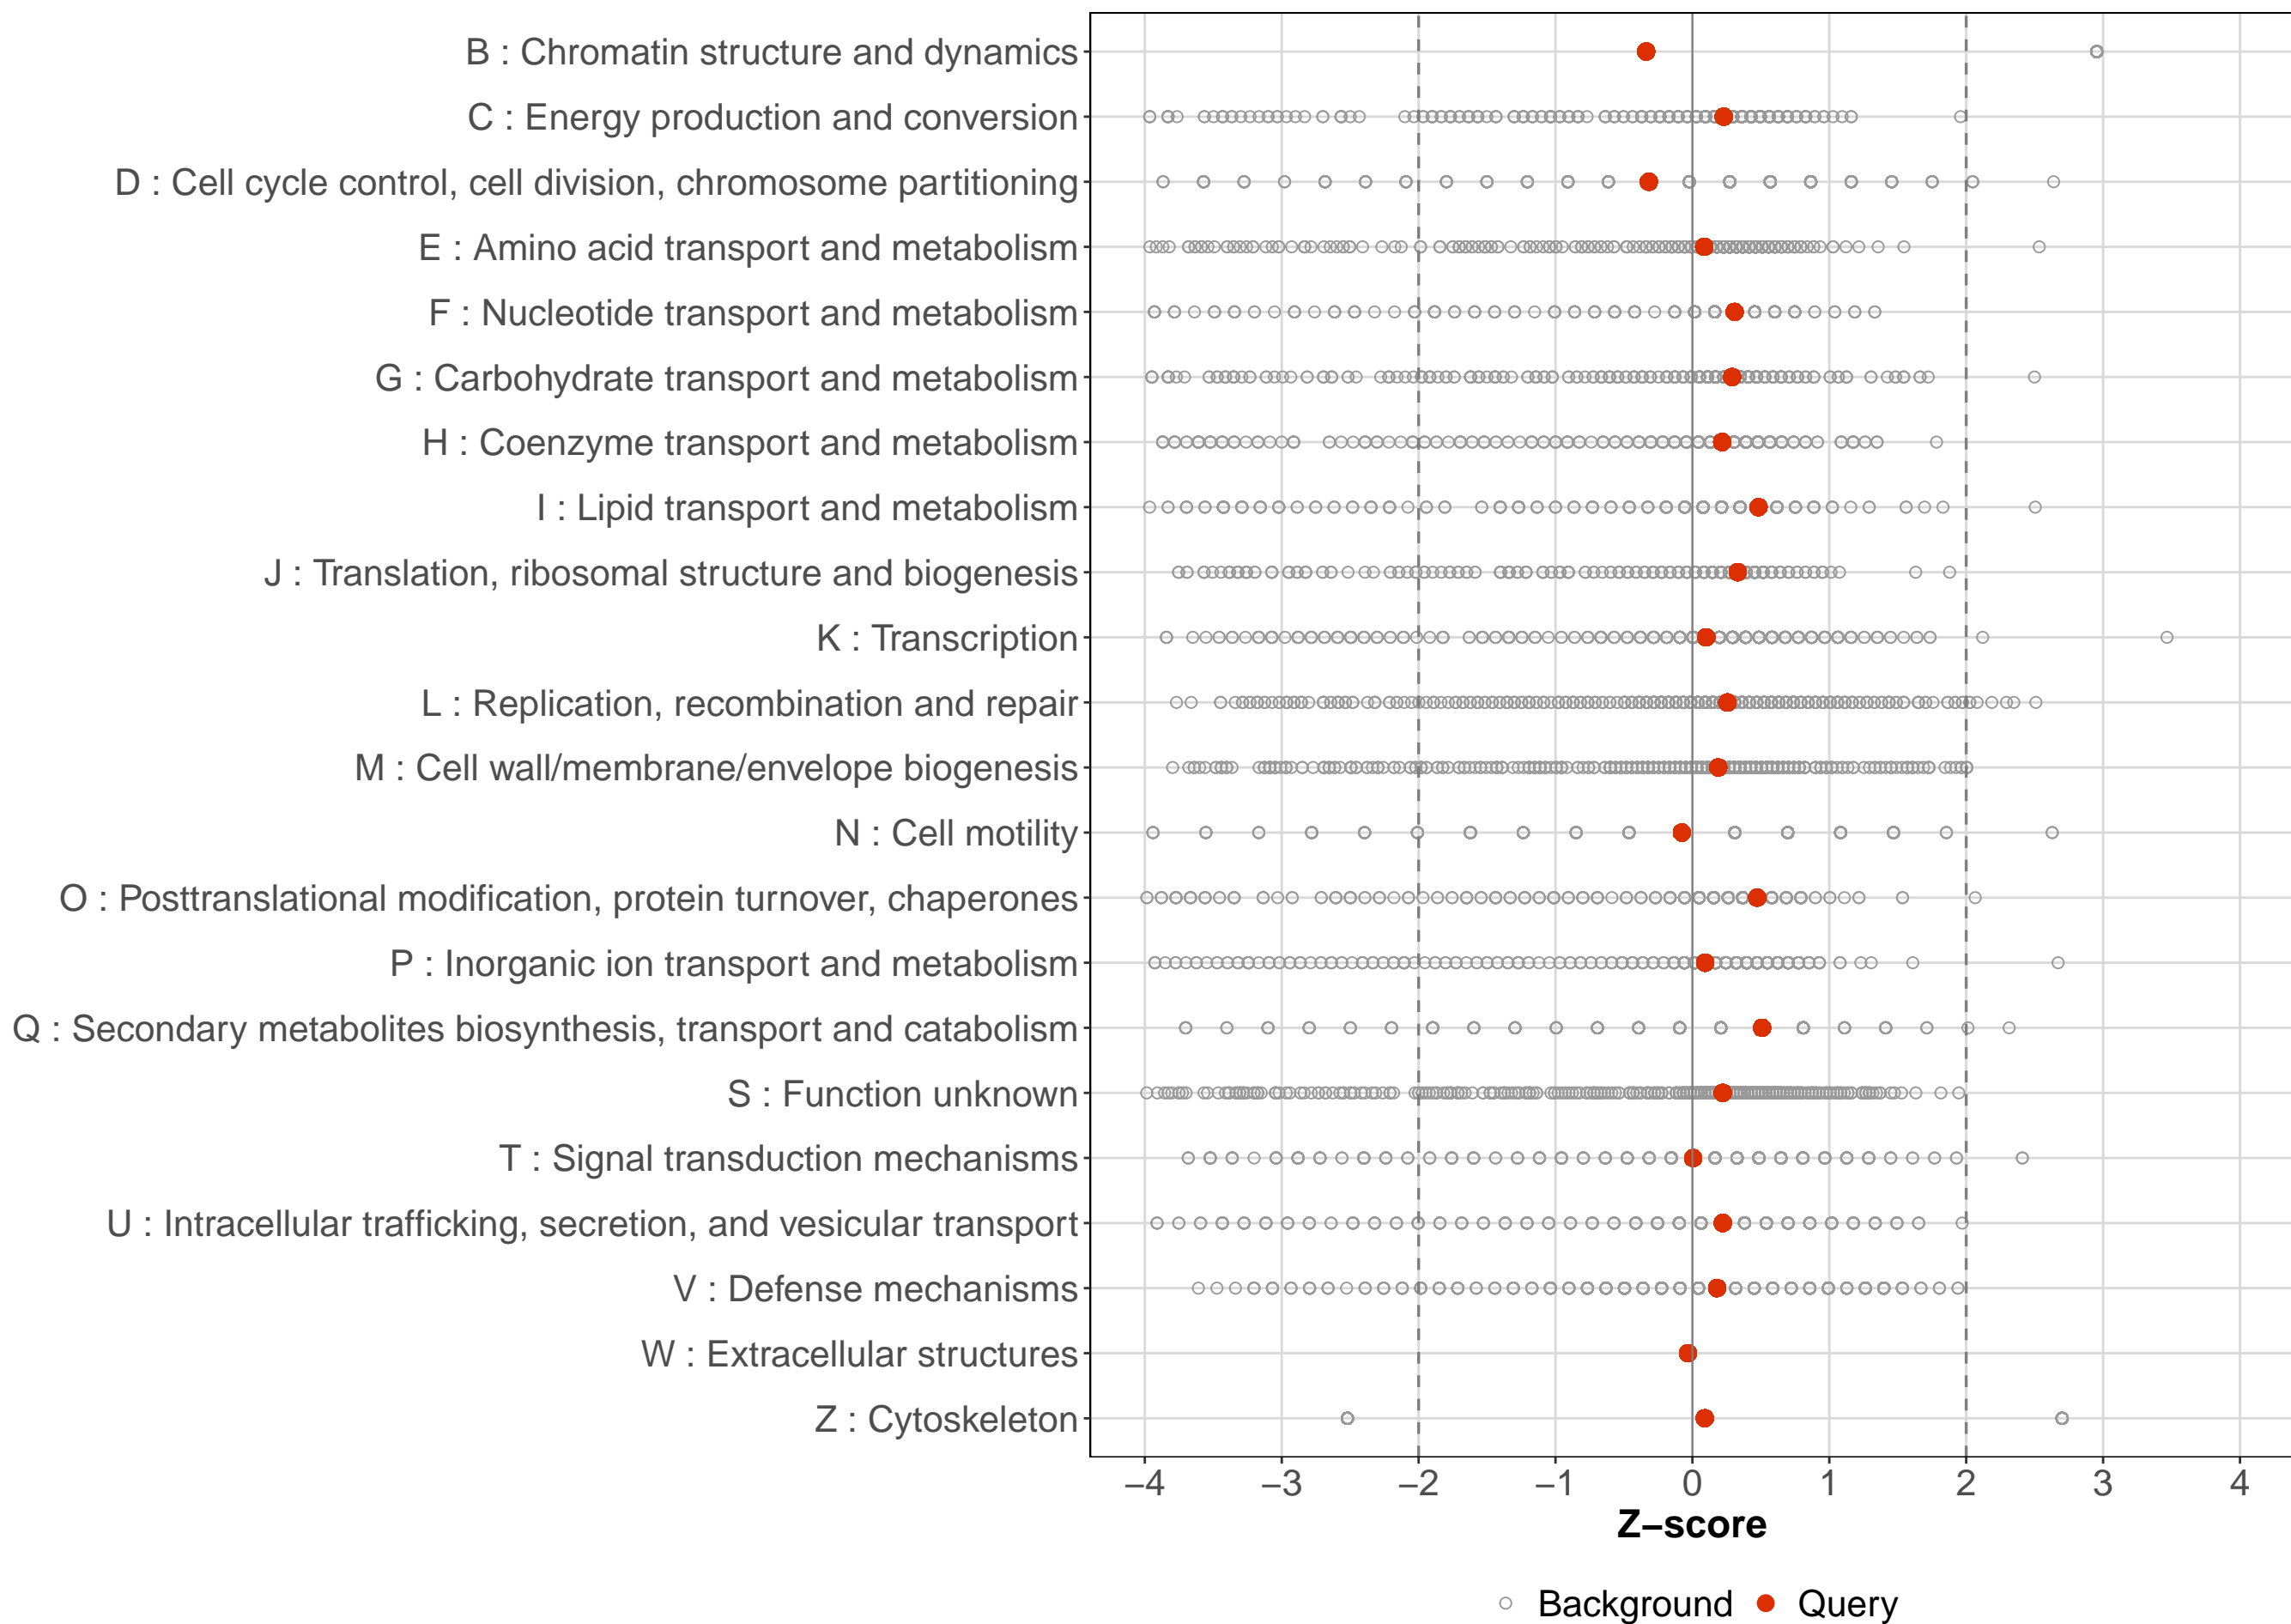 B : Chromatin structure and dynamics
C : Energy production and conversion
D : Cell cycle control, cell division, chromosome partitioning
E : Amino acid transport and metabolism
F : Nucleotide transport and metabolism
G : Carbohydrate transport and metabolism
H : Coenzyme transport and metabolism
I : Lipid transport and metabolism
J : Translation, ribosomal structure and biogenesis
K : Transcription
L : Replication, recombination and repair
M : Cell wall/membrane/envelope biogenesis
N : Cell motility
O : Posttranslational modification, protein turnover, chaperones
P : Inorganic ion transport and metabolism
Q : Secondary metabolites biosynthesis, transport and catabolism
S : Function unknown
T : Signal transduction mechanisms
U : Intracellular trafficking, secretion, and vesicular transport
V : Defense mechanisms
W : Extracellular structures
Z : Cytoskeleton
−4 −3 −2 −1 0 1 2 3 4
Z−score
Background Query